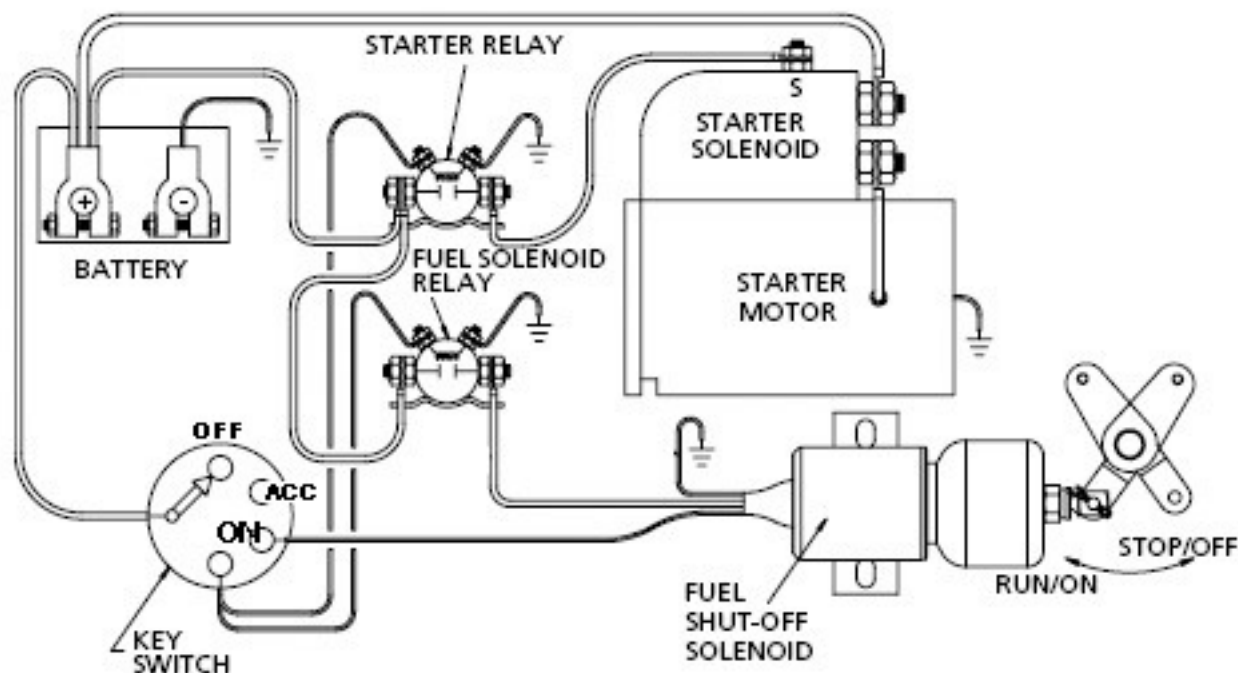 STARTER RELAY
S
STARTER
SOLENOID
+
-
BATTERY
FUEL SOLENOID
RELAY
STARTER
MOTOR
OFF
ACC
ON
STOP/OFF
RUN/ON
FUEL
SHUT-OFF
SOLENOID
KEY
SWITCH